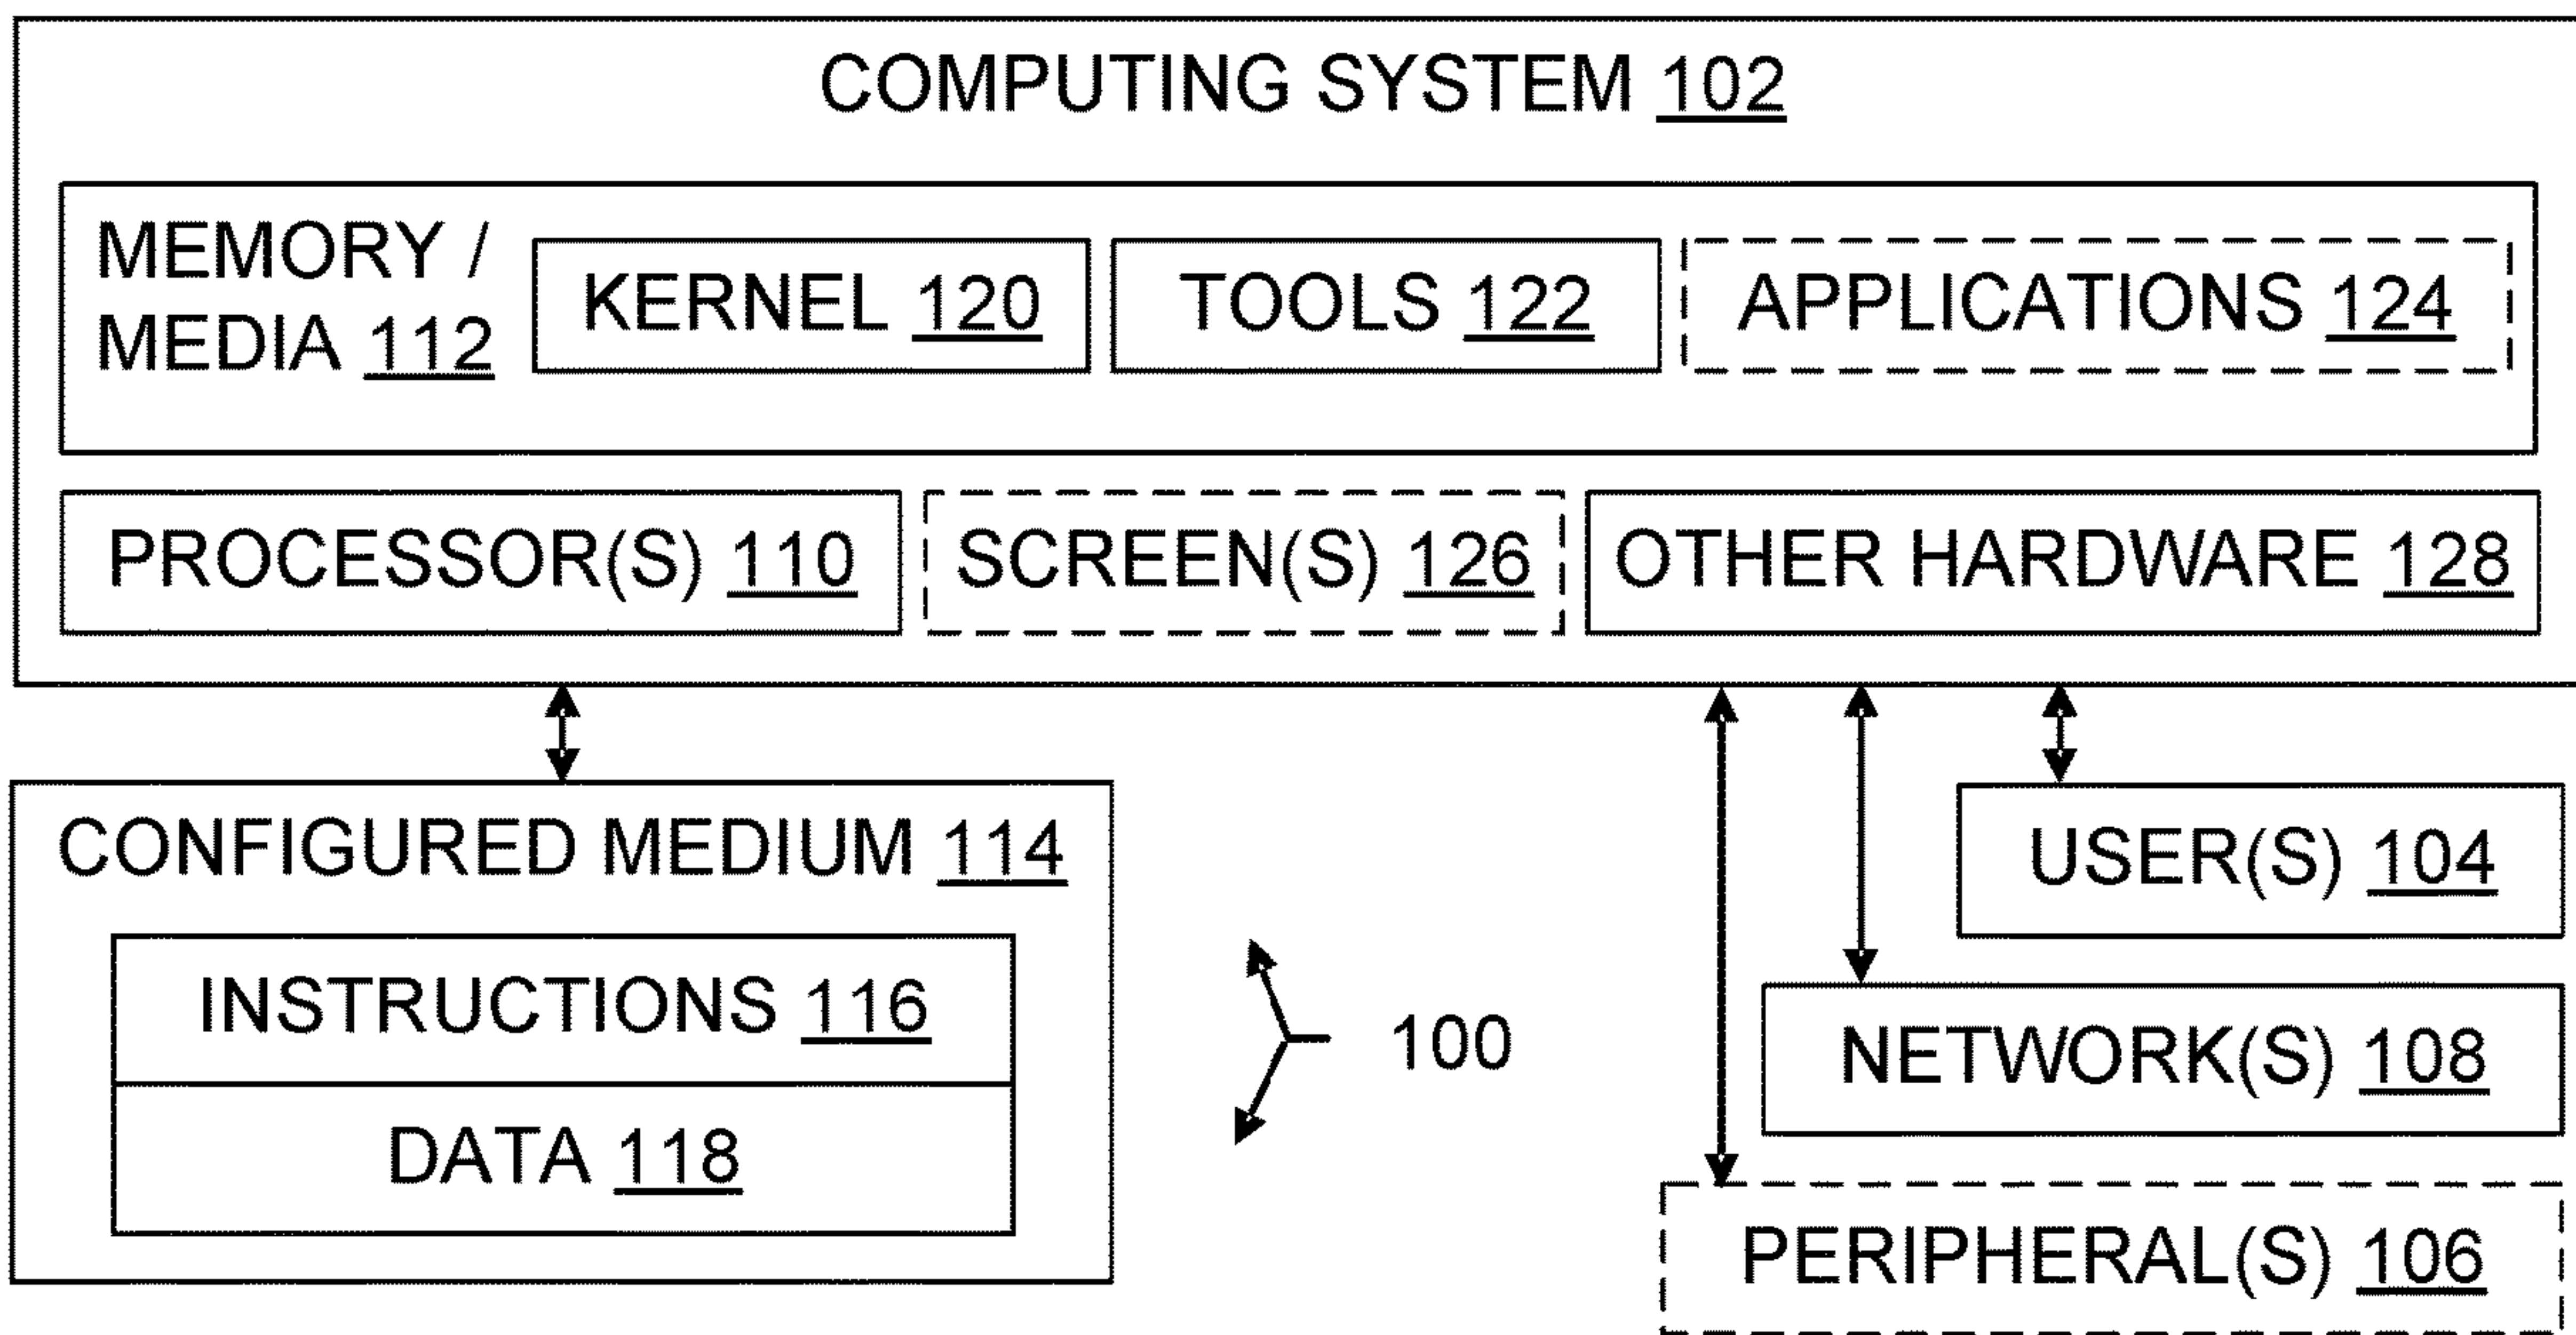 COMPUTING SYSTEM 102
MEMORY /
MEDIA 112
KERNEL 120
TOOLS 122
APPLICATIONS 124
PROCESSOR(S) 110
SCREEN(S) 126
OTHER HARDWARE 128
CONFIGURED MEDIUM 114
INSTRUCTIONS 116
DATA 118
100
USER(S) 104
NETWORK(S) 108
PERIPHERAL(S) 106